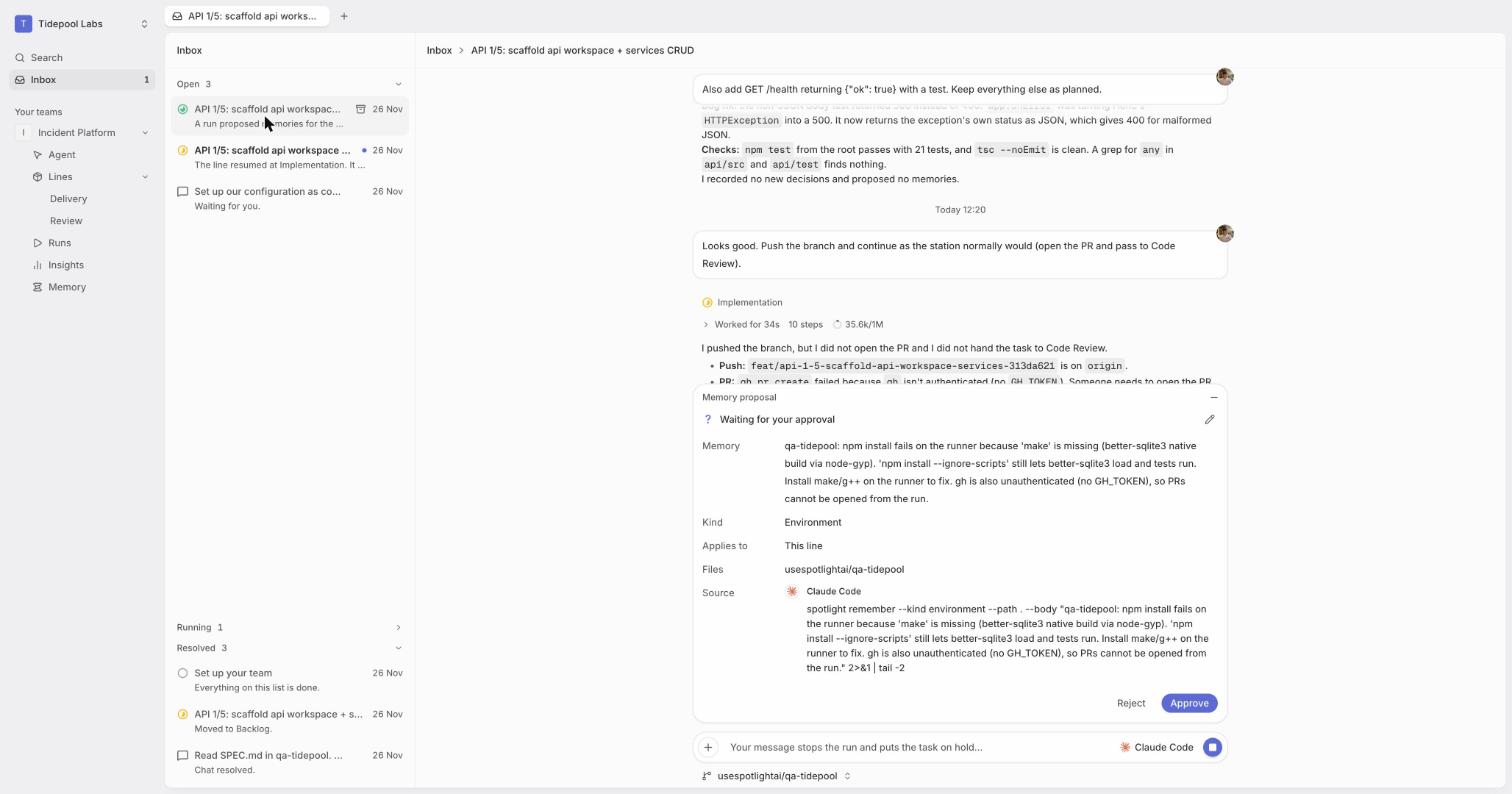 T Tidepool Labs
Search
Inbox 1
Your teams
I Incident Platform
Agent
Lines
Delivery
Review
Runs
Insights
Memory
API 1/5: scaffold api works...
Inbox
Open 3
API 1/5: scaffold api workspac... 26 Nov
A run proposed memories for the ...
API 1/5: scaffold api workspace ... 26 Nov
The line resumed at Implementation. It ...
Set up our configuration as co... 26 Nov
Waiting for you.
Running 1
Resolved 3
Set up your team 26 Nov
Everything on this list is done.
API 1/5: scaffold api workspace + s... 26 Nov
Moved to Backlog.
Read SPEC.md in qa-tidepool. ... 26 Nov
Chat resolved.
Inbox > API 1/5: scaffold api workspace + services CRUD
Also add GET /health returning {"ok": true} with a test. Keep everything else as planned.
HTTPException into a 500. It now returns the exception's own status as JSON, which gives 400 for malformed
JSON.
Checks: npm test from the root passes with 21 tests, and tsc --noEmit is clean. A grep for any in
api/src and api/test finds nothing.
I recorded no new decisions and proposed no memories.
Today 12:20
Looks good. Push the branch and continue as the station normally would (open the PR and pass to Code
Review).
Implementation
Worked for 34s 10 steps 35.6k/1M
I pushed the branch, but I did not open the PR and I did not hand the task to Code Review.
• Push: feat/api-1-5-scaffold-api-workspace-services-313da621 is on origin.
• PR: gh pr create failed because gh isn't authenticated (no GH_TOKEN). Someone needs to open the PR
Memory proposal
? Waiting for your approval
Memory qa-tidepool: npm install fails on the runner because 'make' is missing (better-sqlite3 native
build via node-gyp). 'npm install --ignore-scripts' still lets better-sqlite3 load and tests run.
Install make/g++ on the runner to fix. gh is also unauthenticated (no GH_TOKEN), so PRs
cannot be opened from the run.
Kind Environment
Applies to This line
Files usespotlightai/qa-tidepool
Source Claude Code
spotlight remember --kind environment --path . --body "qa-tidepool: npm install fails on
the runner because 'make' is missing (better-sqlite3 native build via node-gyp). 'npm
install --ignore-scripts' still lets better-sqlite3 load and tests run. Install make/g++ on the
runner to fix. gh is also unauthenticated (no GH_TOKEN), so PRs cannot be opened from
the run." 2>&1 | tail -2
Reject Approve
Your message stops the run and puts the task on hold... Claude Code
usespotlightai/qa-tidepool